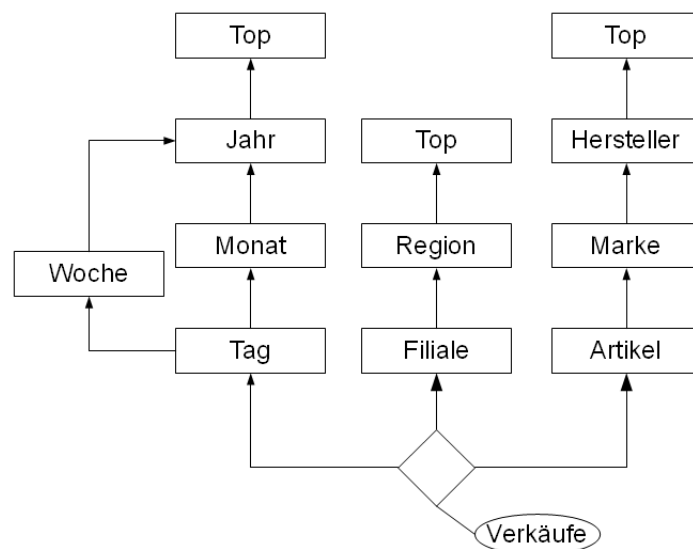 Top
Top
Jahr
Top
Hersteller
Woche
Monat
Region
Marke
Tag
Filiale
Artikel
Verkäufe